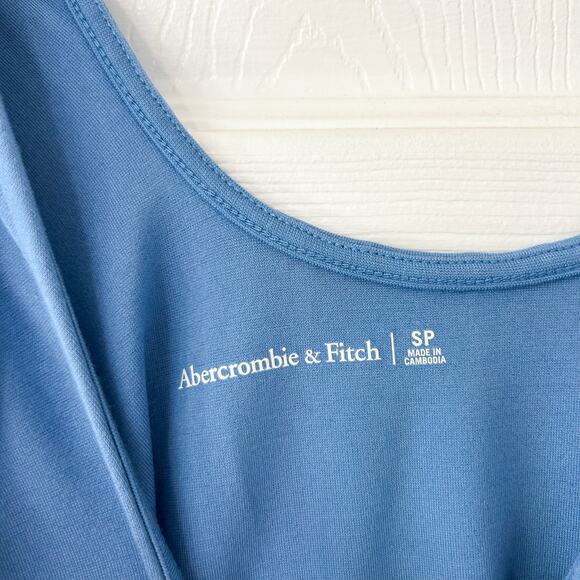 Abercrombie & Fitch | SP
MADE IN
CAMBODIA